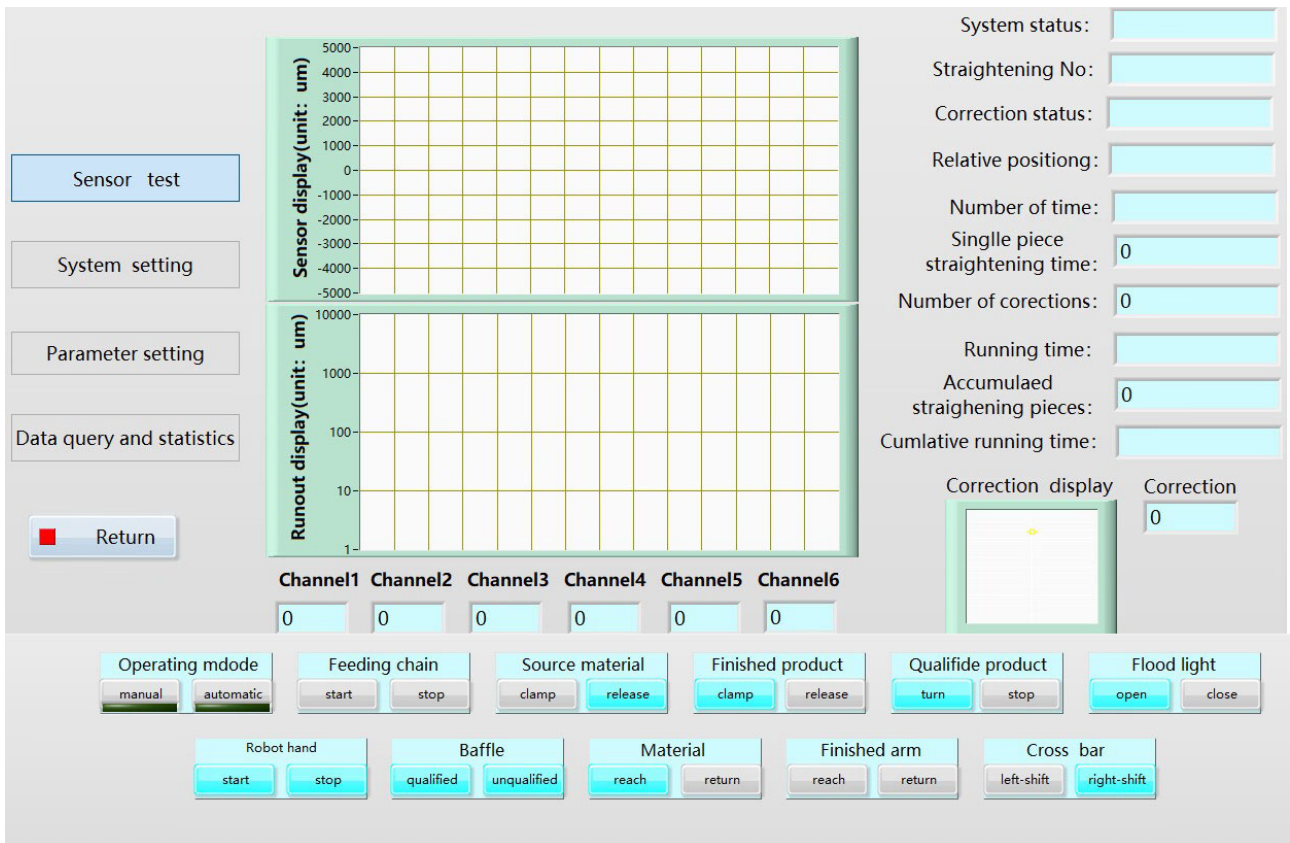 Sensor test
System setting
Parameter setting
Data query and statistics
Return
Sensor display(unit: um)
5000
4000
3000
2000
1000
0
-1000
-2000
-3000
-4000
-5000
Runout display(unit: um)
10000
1000
100
10
1
Channel1 Channel2 Channel3 Channel4 Channel5 Channel6
0 0 0 0 0 0
System status:
Straightening No:
Correction status:
Relative positiong:
Number of time:
Singlle piece
straightening time: 0
Number of corections: 0
Running time:
Accumulaed
straighening pieces: 0
Cumlative running time:
Correction display Correction
0
Operating mdode Feeding chain Source material Finished product Qualifide product Flood light
manual automatic start stop clamp release clamp release turn stop open close
Robot hand Baffle Material Finished arm Cross bar
start stop qualified unqualified reach return reach return left-shift right-shift